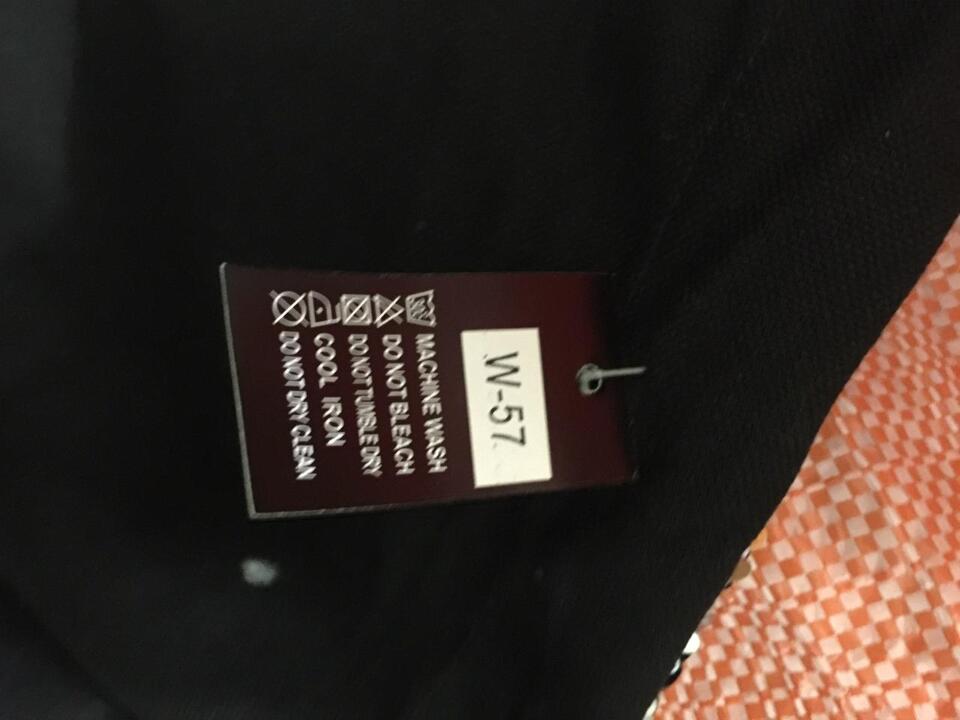 W-57
MACHINE WASH
DO NOT BLEACH
DO NOT TUMBLE DRY
COOL IRON
DO NOT DRY CLEAN